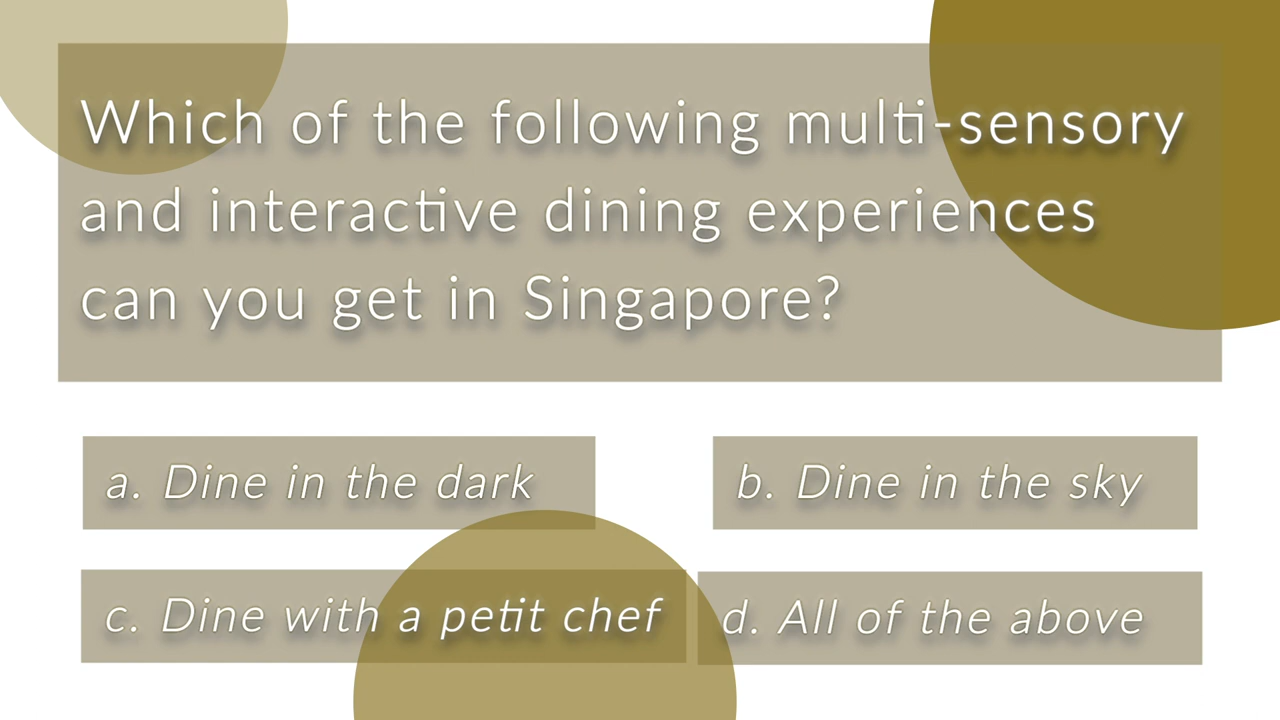 Which of the following multi-sensory
and interactive dining experiences
can you get in Singapore?
a. Dine in the dark
b. Dine in the sky
c. Dine with a petit chef
d. All of the above